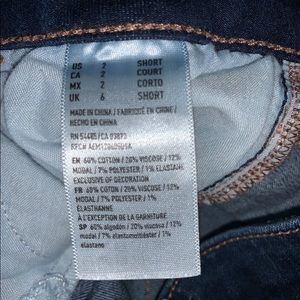 US 2 SHORT
CA 2 COURT
MX 2 CORTO
UK 6 SHORT
MADE IN CHINA / FABRIQUÉ EN CHINE /
HECHO EN CHINA
RN 54485/CA 03873
EN 60% COTTON / 20% VISCOSE / 12%
MODAL / 7% POLYESTER / 1% ELASTANE
EXCLUSIVE OF DECORATION
FR 60% COTON / 20% VISCOSE / 12%
MODAL / 7% POLYESTER / 1%
ÉLASTHANNE
À L'EXCEPTION DE LA GARNITURE
SP 60% algodón / 20% viscosa / 12%
modal / 7% elastomultiéster / 1%
elastano